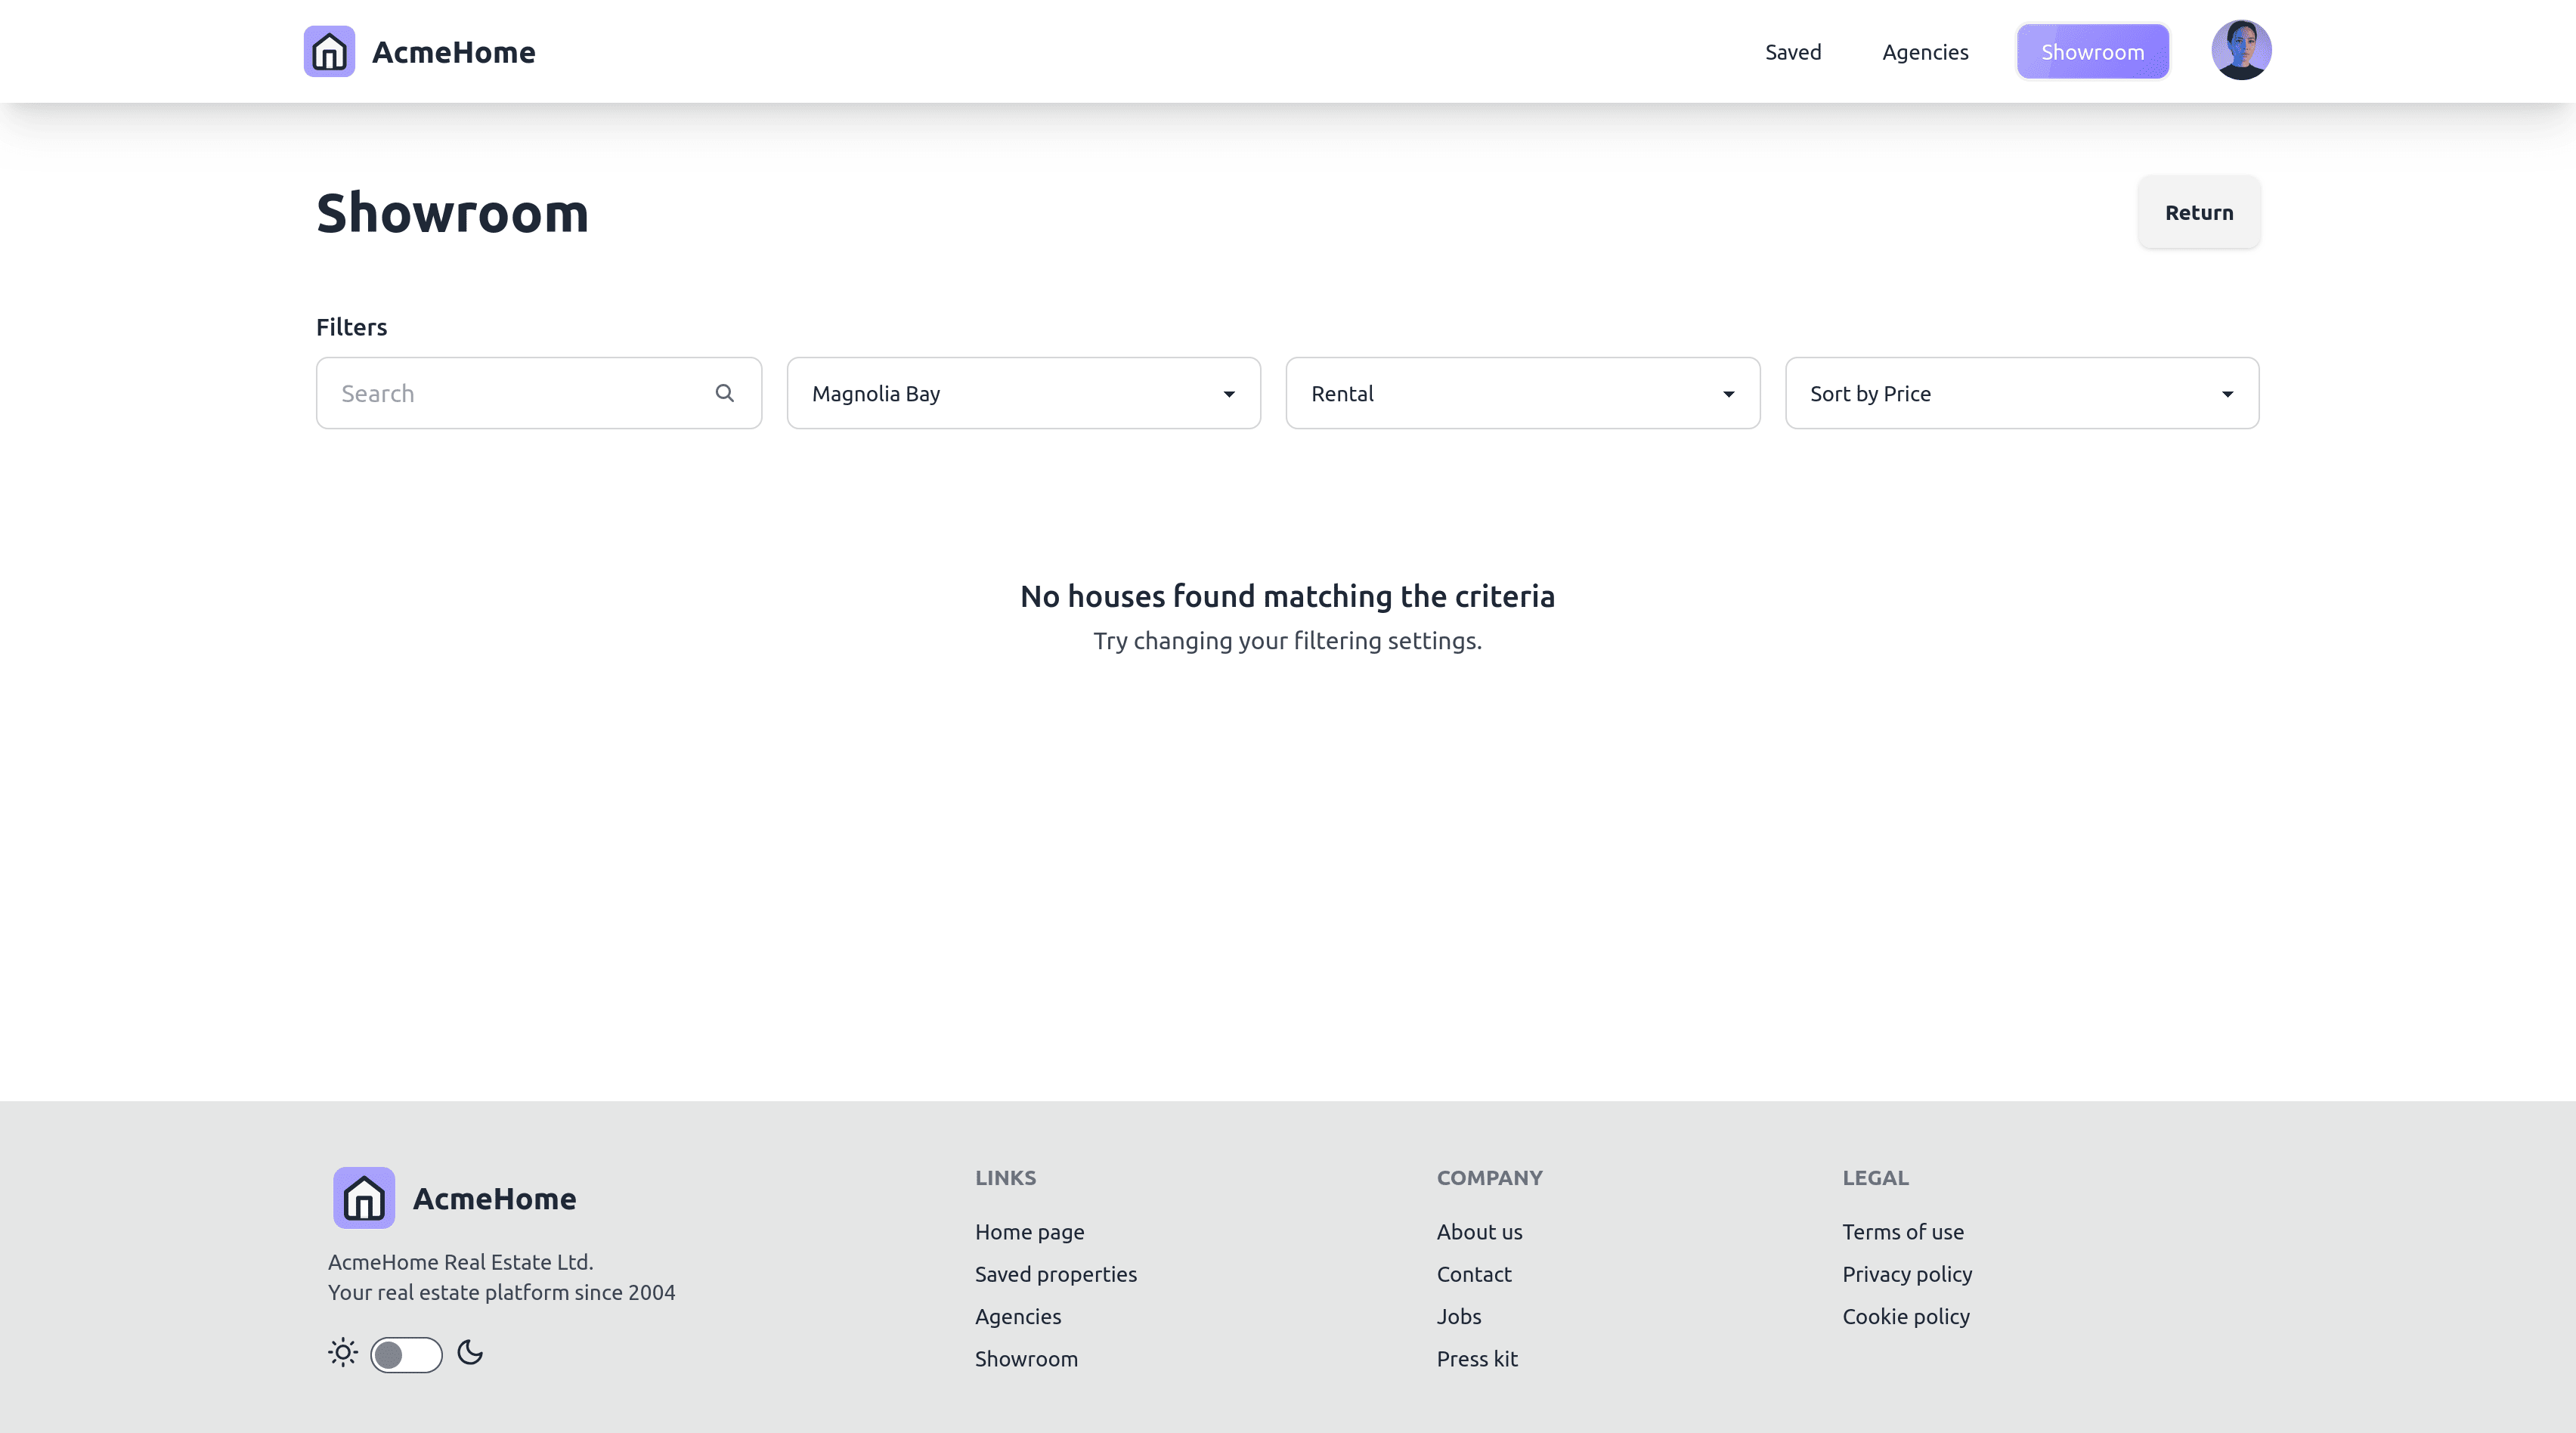 AcmeHome
Saved
Agencies
Showroom
Showroom
Return
Filters
Search
Magnolia Bay
Rental
Sort by Price
No houses found matching the criteria
Try changing your filtering settings.
AcmeHome
AcmeHome Real Estate Ltd.
Your real estate platform since 2004
LINKS
Home page
Saved properties
Agencies
Showroom
COMPANY
About us
Contact
Jobs
Press kit
LEGAL
Terms of use
Privacy policy
Cookie policy